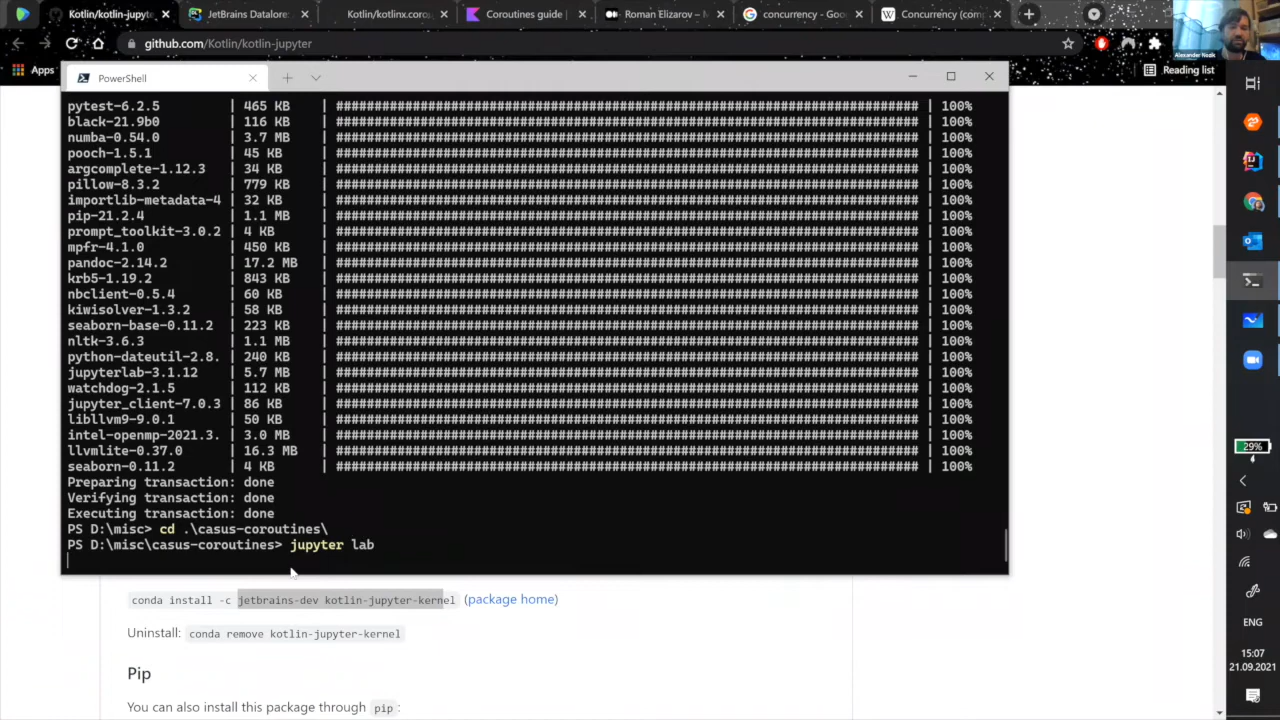 Kotlin/kotlin-jupyte
JetBrains Datalore:
Kotlin/kotlinx.coros
Coroutines guide |
Roman Elizarov – M
concurrency - Goo
Concurrency (com
github.com/Kotlin/kotlin-jupyter
Alexander Nozik
Apps
Reading list
PowerShell
pytest-6.2.5 | 465 KB | ########################################################################### | 100%
black-21.9b0 | 116 KB | ########################################################################### | 100%
numba-0.54.0 | 3.7 MB | ########################################################################### | 100%
pooch-1.5.1 | 45 KB | ########################################################################### | 100%
argcomplete-1.12.3 | 34 KB | ########################################################################### | 100%
pillow-8.3.2 | 779 KB | ########################################################################### | 100%
importlib-metadata-4 | 32 KB | ########################################################################### | 100%
pip-21.2.4 | 1.1 MB | ########################################################################### | 100%
prompt_toolkit-3.0.2 | 4 KB | ########################################################################### | 100%
mpfr-4.1.0 | 450 KB | ########################################################################### | 100%
pandoc-2.14.2 | 17.2 MB | ########################################################################### | 100%
krb5-1.19.2 | 843 KB | ########################################################################### | 100%
nbclient-0.5.4 | 60 KB | ########################################################################### | 100%
kiwisolver-1.3.2 | 58 KB | ########################################################################### | 100%
seaborn-base-0.11.2 | 223 KB | ########################################################################### | 100%
nltk-3.6.3 | 1.1 MB | ########################################################################### | 100%
python-dateutil-2.8. | 240 KB | ########################################################################### | 100%
jupyterlab-3.1.12 | 5.7 MB | ########################################################################### | 100%
watchdog-2.1.5 | 112 KB | ########################################################################### | 100%
jupyter_client-7.0.3 | 86 KB | ########################################################################### | 100%
libllvm9-9.0.1 | 50 KB | ########################################################################### | 100%
intel-openmp-2021.3. | 3.0 MB | ########################################################################### | 100%
llvmlite-0.37.0 | 16.3 MB | ########################################################################### | 100%
seaborn-0.11.2 | 4 KB | ########################################################################### | 100%
Preparing transaction: done
Verifying transaction: done
Executing transaction: done
PS D:\misc> cd .\casus-coroutines\
PS D:\misc\casus-coroutines> jupyter lab
conda install -c jetbrains-dev kotlin-jupyter-kernel (package home)
Uninstall: conda remove kotlin-jupyter-kernel
Pip
You can also install this package through pip :
29%
ENG
15:07
21.09.2021